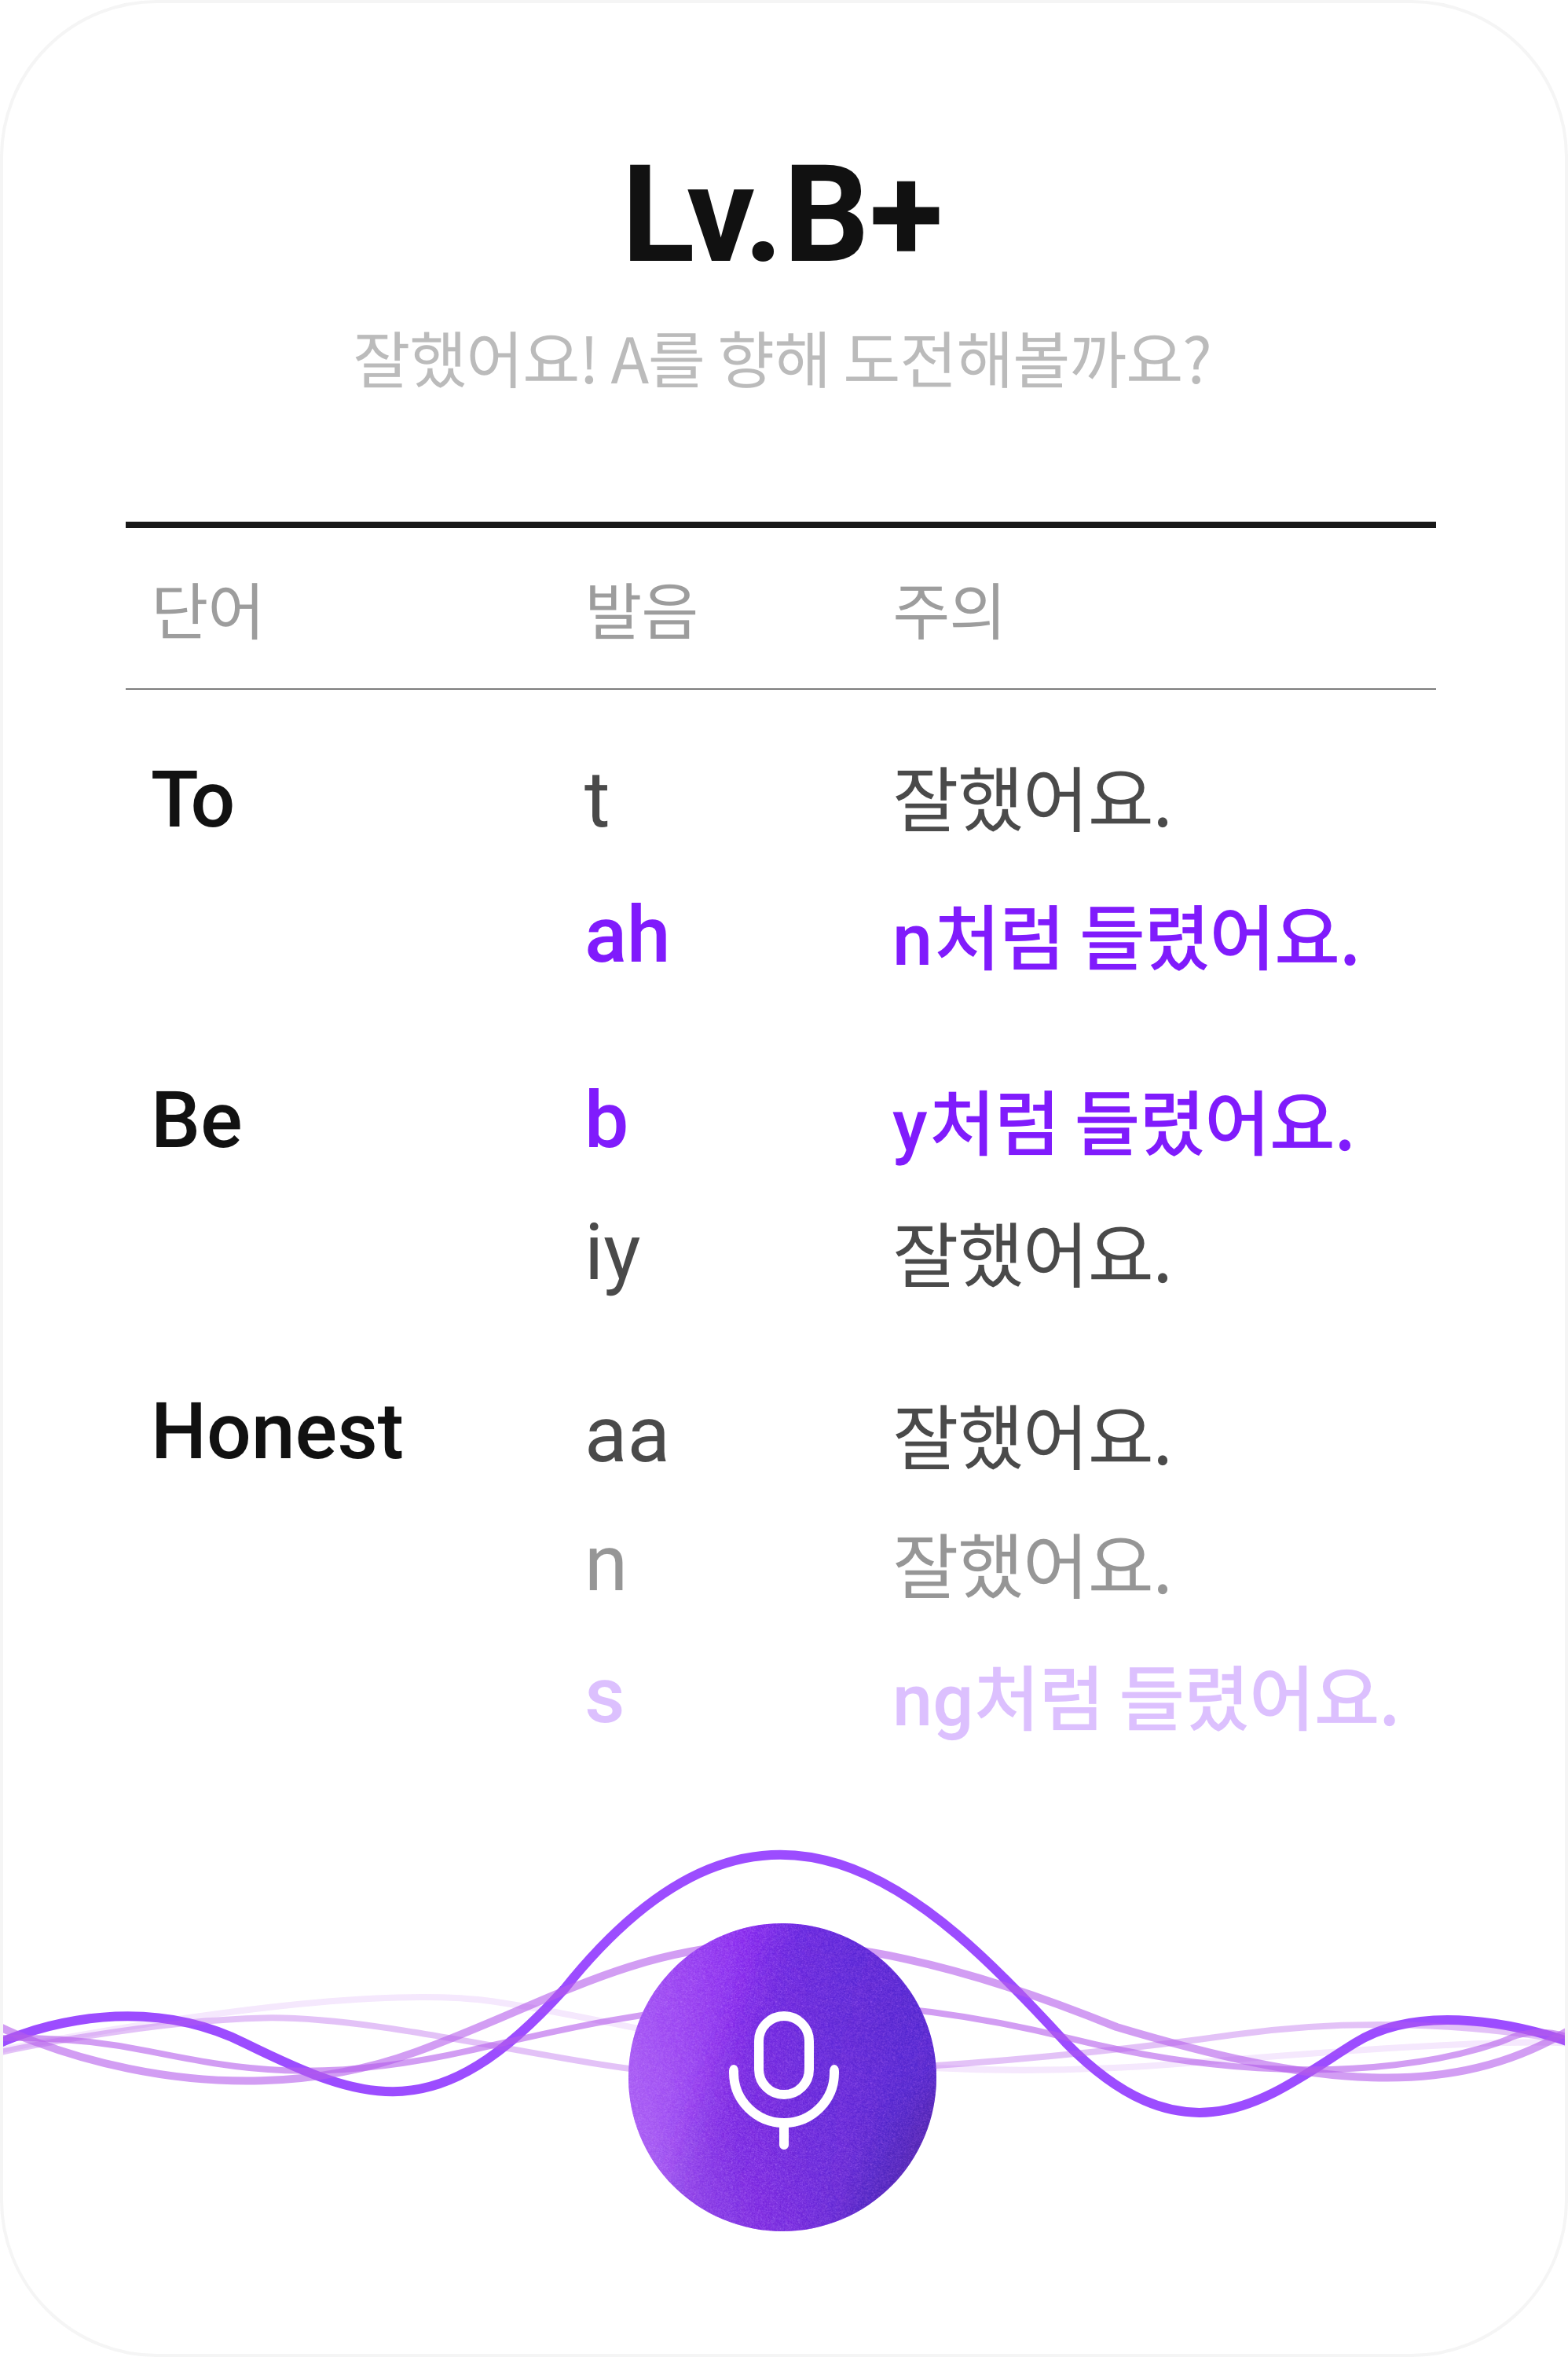 Lv.B+
잘했어요! A를 향해 도전해볼까요?
단어 발음 주의
To t 잘했어요.
ah n처럼 들렸어요.
Be b y처럼 들렸어요.
iy 잘했어요.
Honest aa 잘했어요.
n 잘했어요.
s ng처럼 들렸어요.